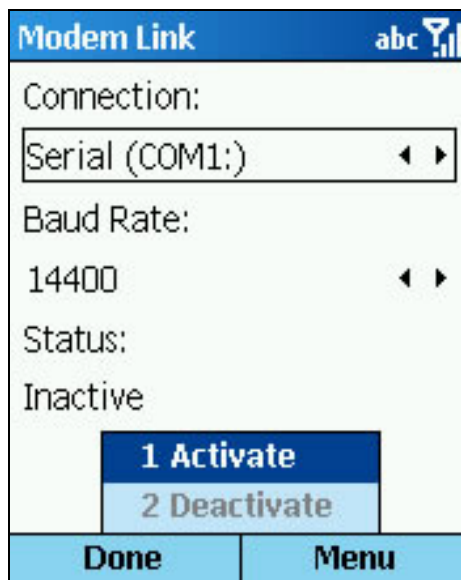 Modem Link abc
Connection:
Serial (COM1:)
Baud Rate:
14400
Status:
Inactive
1 Activate
2 Deactivate
Done Menu